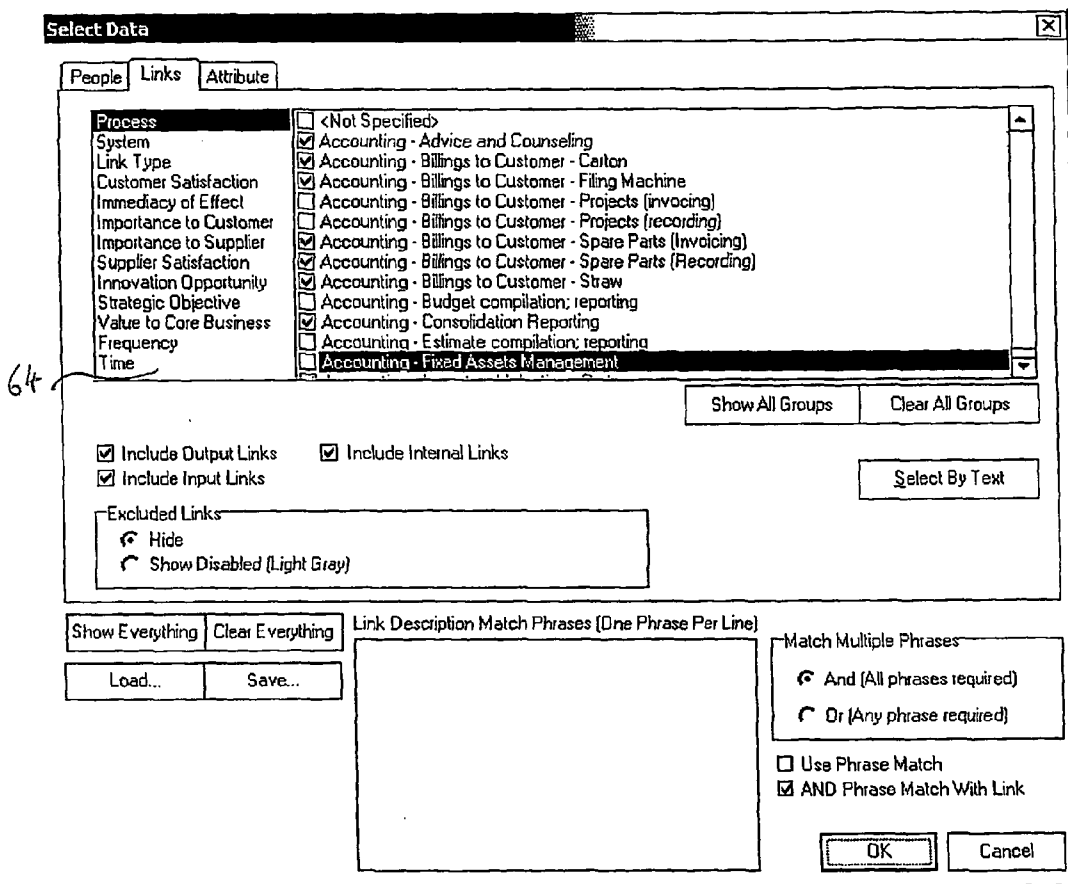 Select Data
People Links Attribute
Process
System
Link Type
Customer Satisfaction
Immediacy of Effect
Importance to Customer
Importance to Supplier
Supplier Satisfaction
Innovation Opportunity
Strategic Objective
Value to Core Business
Frequency
Time
<Not Specified>
Accounting - Advice and Counseling
Accounting - Billings to Customer - Carton
Accounting - Billings to Customer - Filing Machine
Accounting - Billings to Customer - Projects (invocing)
Accounting - Billings to Customer - Projects (recording)
Accounting - Billings to Customer - Spare Parts (Invoicing)
Accounting - Billings to Customer - Spare Parts (Recording)
Accounting - Billings to Customer - Straw
Accounting - Budget compilation; reporting
Accounting - Consolidation Reporting
Accounting - Estimate compilation; reporting
Accounting - Fixed Assets Management
64
Show All Groups Clear All Groups
Include Output Links Include Internal Links
Include Input Links
Select By Text
Excluded Links
Hide
Show Disabled (Light Gray)
Show Everything Clear Everything
Load... Save...
Link Description Match Phrases (One Phrase Per Line)
Match Multiple Phrases
And (All phrases required)
Or (Any phrase required)
Use Phrase Match
AND Phrase Match With Link
OK Cancel